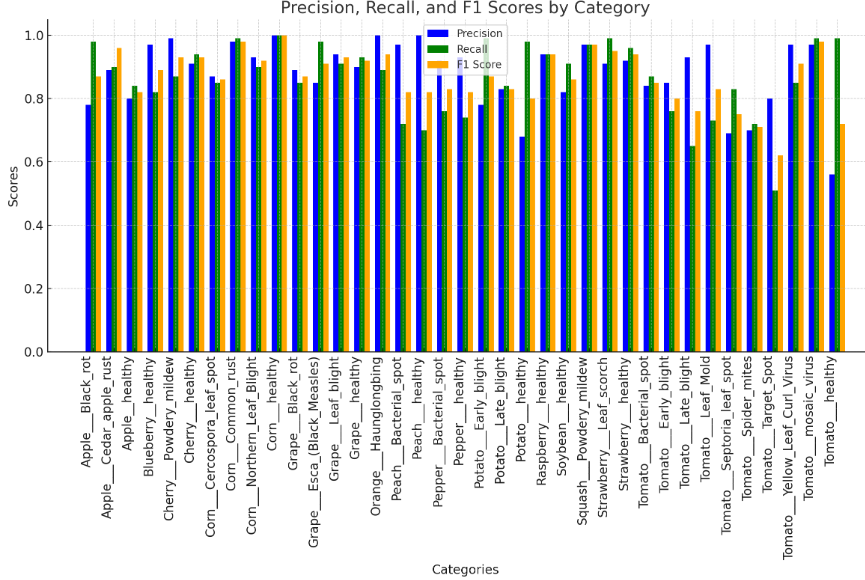 Precision, Recall, and F1 Scores by Category
Precision
Recall
F1 Score
Scores
1.0
0.8
0.6
0.4
0.2
0.0
Apple___Black_rot
Apple___Cedar_apple_rust
Apple___healthy
Blueberry___healthy
Cherry___Powdery_mildew
Cherry___healthy
Corn___Cercospora_leaf_spot
Corn___Common_rust
Corn___Northern_Leaf_Blight
Corn___healthy
Grape___Black_rot
Grape___Esca_(Black_Measles)
Grape___Leaf_blight
Grape___healthy
Orange___Haunglongbing
Peach___Bacterial_spot
Peach___healthy
Pepper___Bacterial_spot
Pepper___healthy
Potato___Early_blight
Potato___Late_blight
Potato___healthy
Raspberry___healthy
Soybean___healthy
Squash___Powdery_mildew
Strawberry___Leaf_scorch
Strawberry___healthy
Tomato___Bacterial_spot
Tomato___Early_blight
Tomato___Late_blight
Tomato___Leaf_Mold
Tomato___Septoria_leaf_spot
Tomato___Spider_mites
Tomato___Target_Spot
Tomato___Yellow_Leaf_Curl_Virus
Tomato___mosaic_virus
Tomato___healthy
Categories